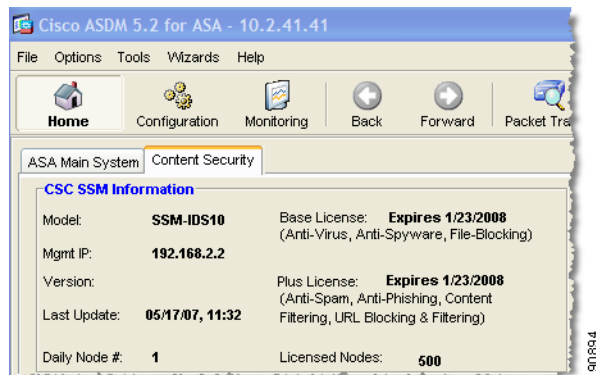 Cisco ASDM 5.2 for ASA - 10.2.41.41
File Options Tools Wizards Help
Home Configuration Monitoring Back Forward Packet Tra
ASA Main System Content Security
CSC SSM Information
Model: SSM-IDS10 Base License: Expires 1/23/2008
(Anti-Virus, Anti-Spyware, File-Blocking)
Mgmt IP: 192.168.2.2
Version: Plus License: Expires 1/23/2008
(Anti-Spam, Anti-Phishing, Content
Last Update: 05/17/07, 11:32 Filtering, URL Blocking & Filtering)
Daily Node #: 1 Licensed Nodes: 500
90894